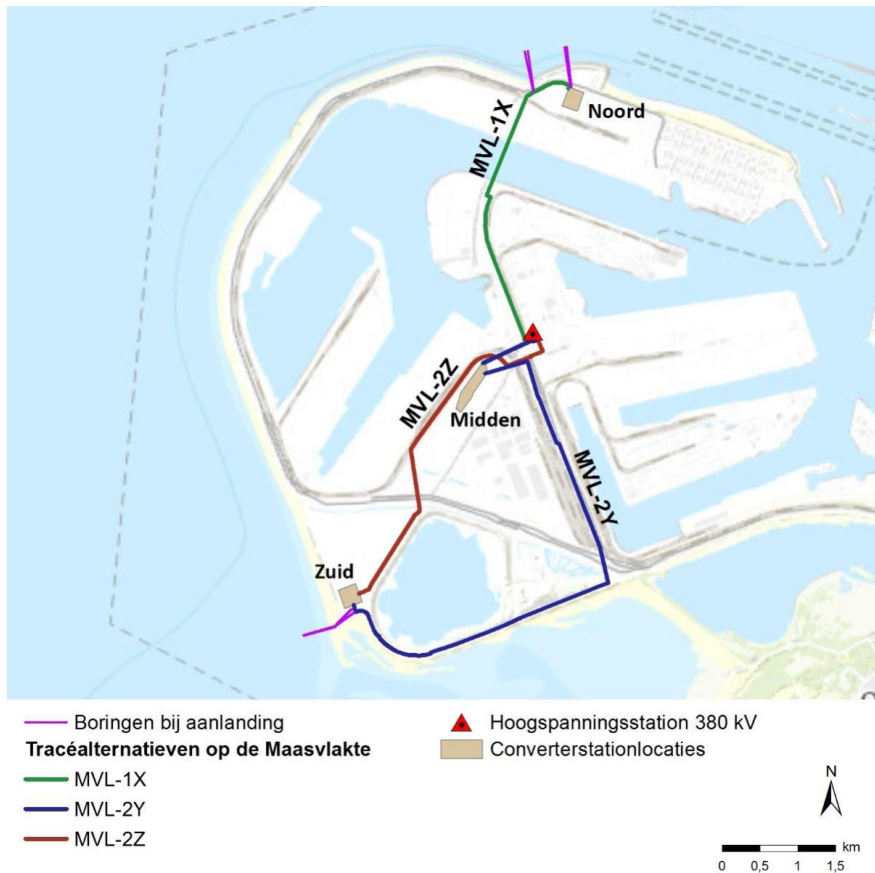 Noord
MVL-1X
MVL-2Z
Midden
MVL-2Y
Zuid
Boringen bij aanlanding
Tracéalternatieven op de Maasvlakte
MVL-1X
MVL-2Y
MVL-2Z
Hoogspanningsstation 380 kV
Converterstationlocaties
N
km
0 0,5 1 1,5